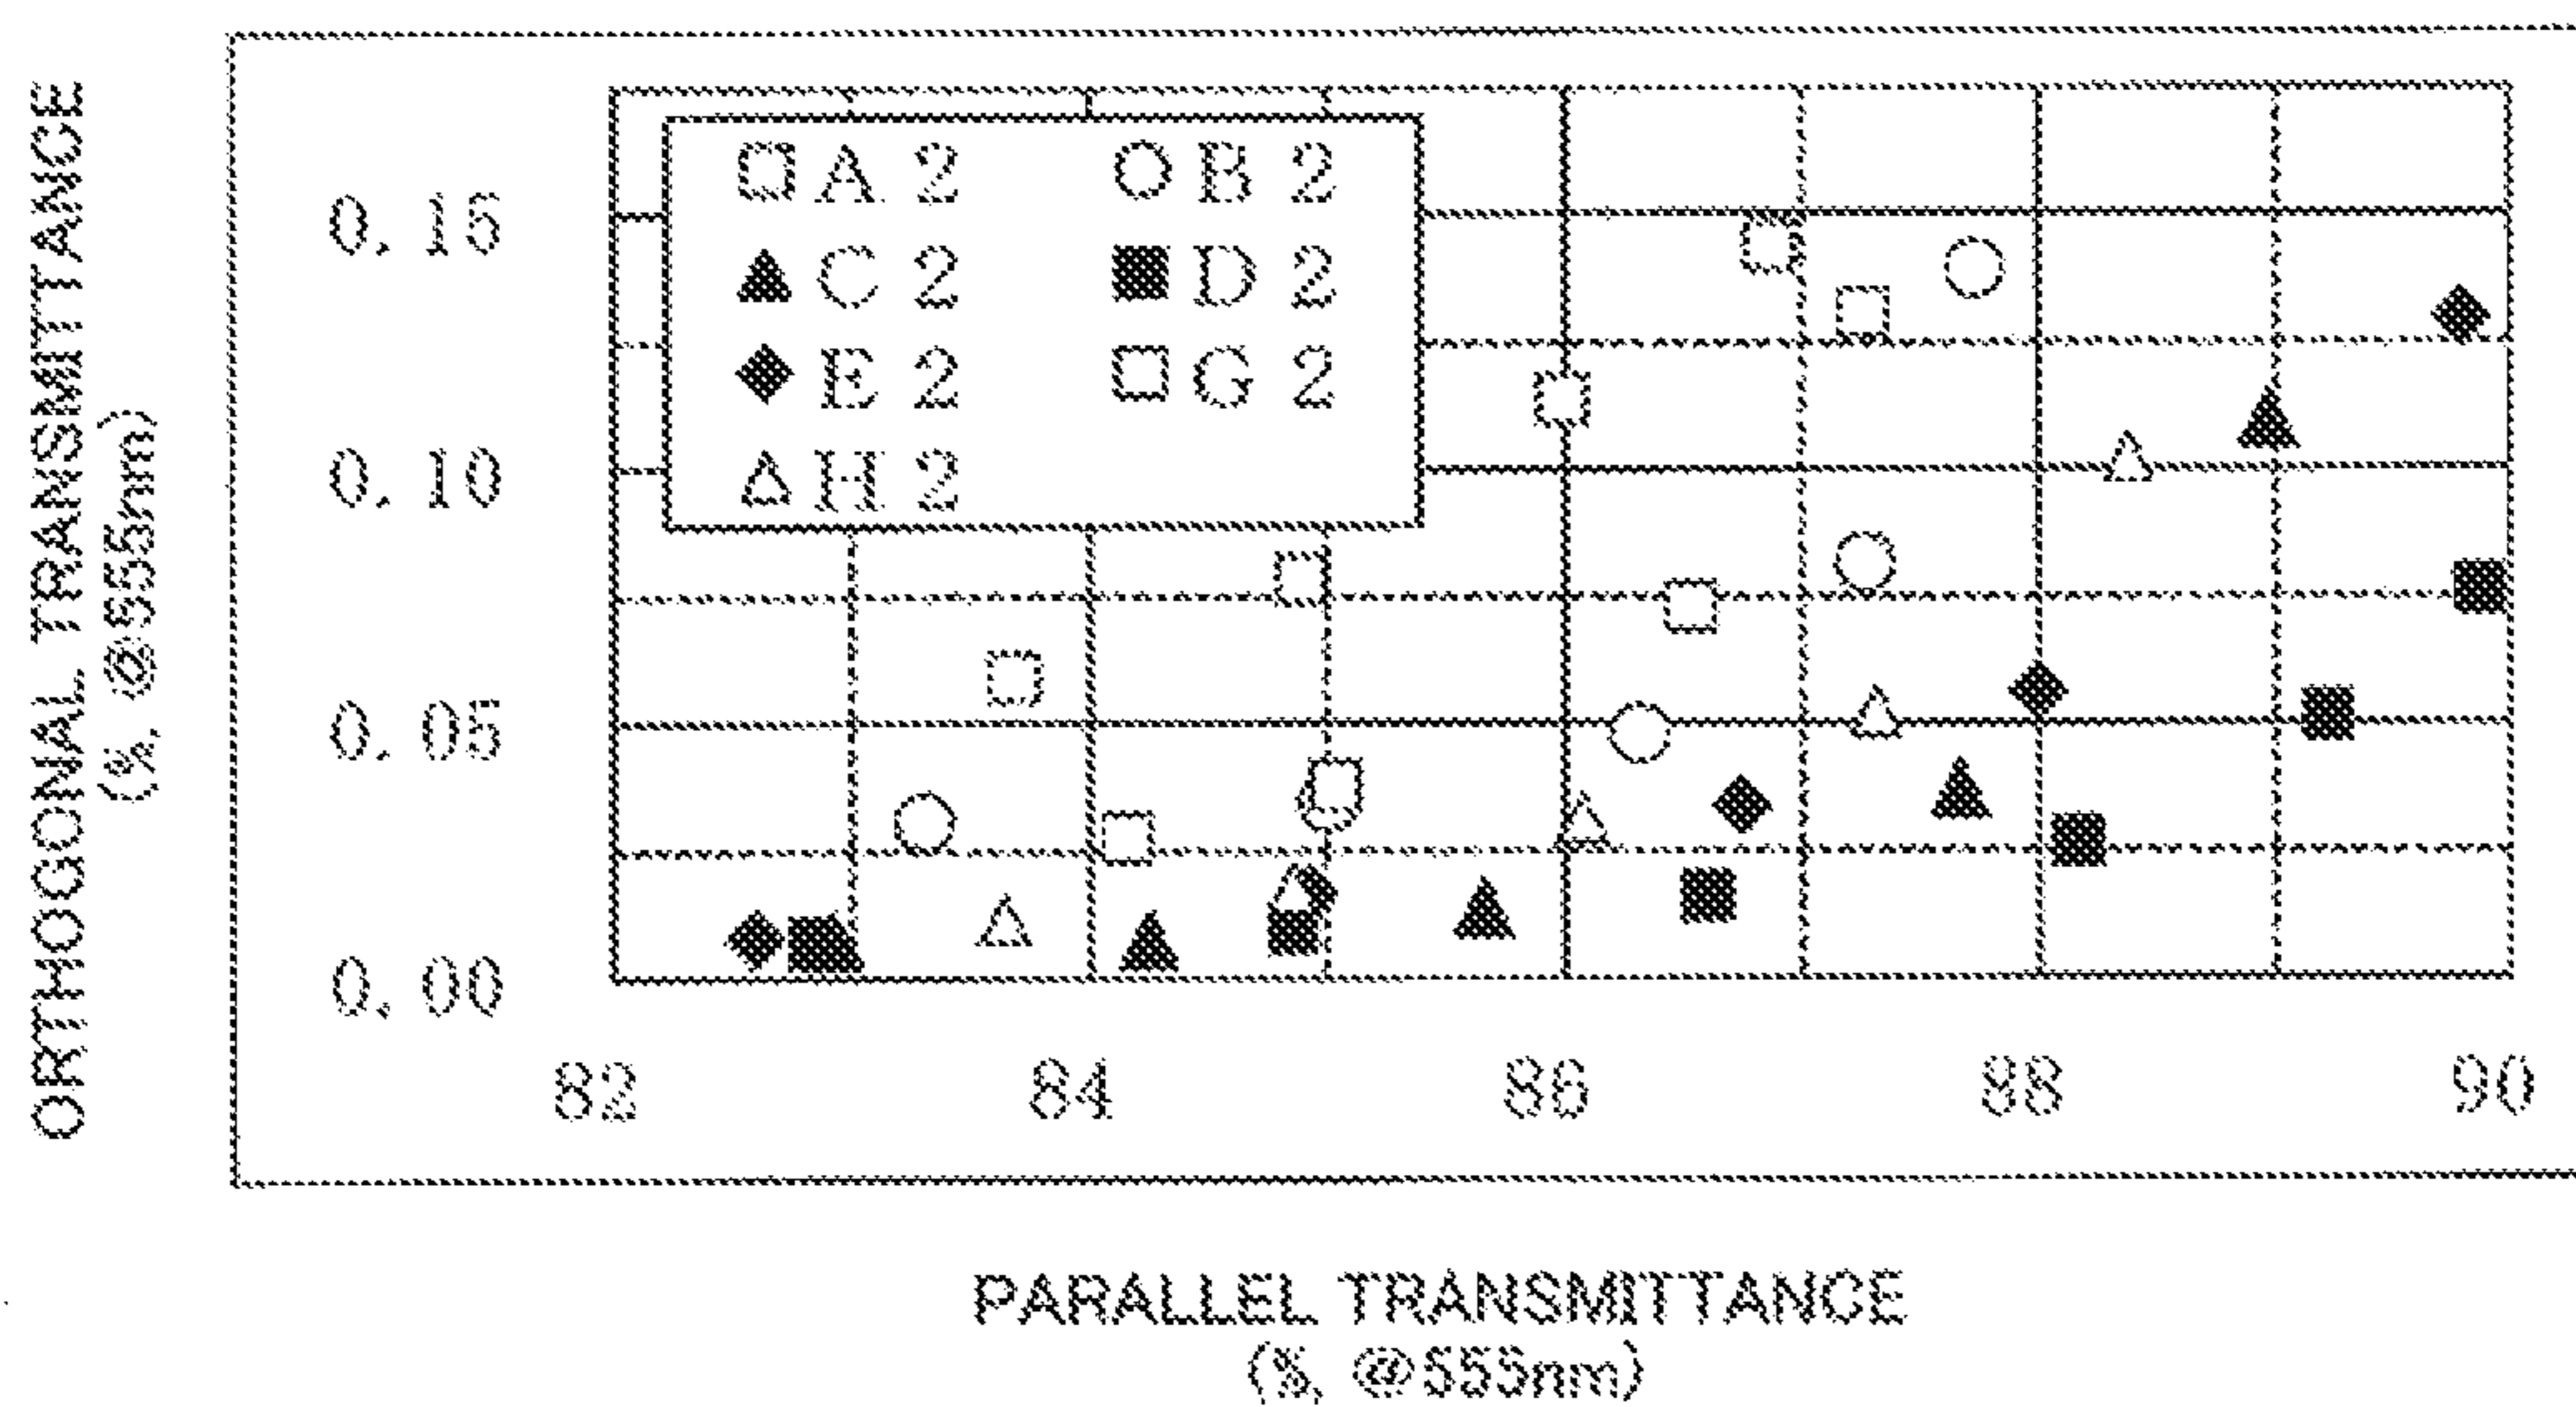 ORTHOGONAL TRANSMITTANCE
(%, @555nm)
0. 15
0. 10
0. 05
0. 00
A 2
B 2
C 2
D 2
E 2
G 2
H 2
82 84 86 88 90
PARALLEL TRANSMITTANCE
(%, @555nm)